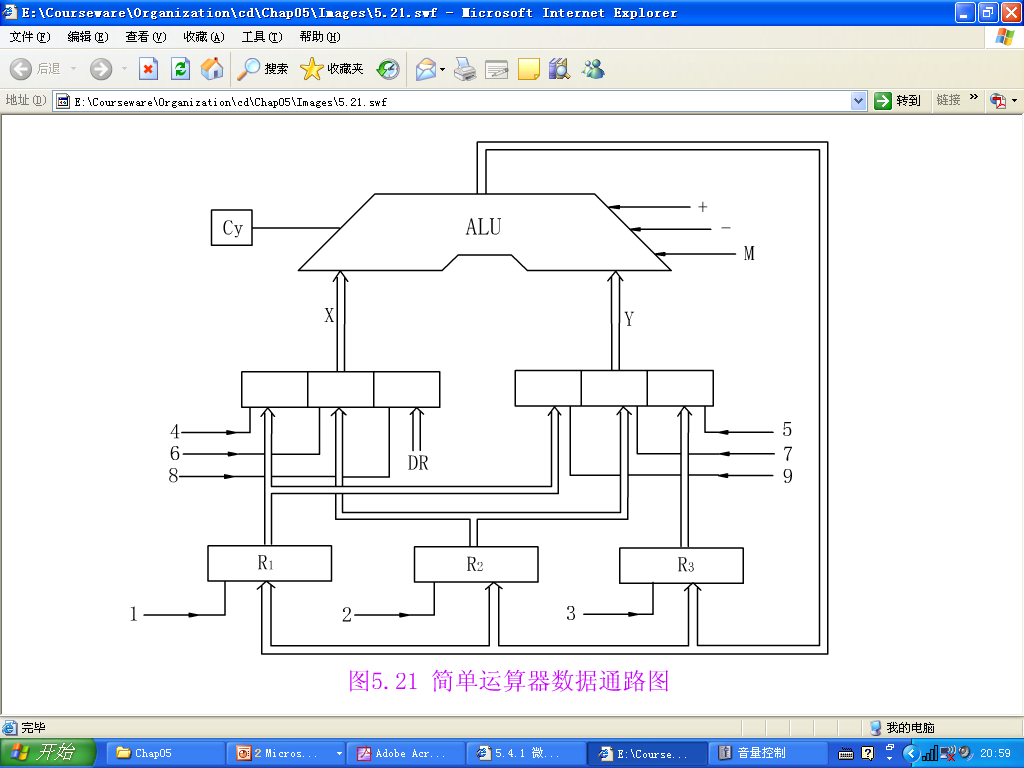 E:\Courseware\Organization\cd\Chap05\Images\5.21.swf - Microsoft Internet Explorer
文件(F) 编辑(E) 查看(V) 收藏(A) 工具(T) 帮助(H)
后退 搜索 收藏夹
地址(D) E:\Courseware\Organization\cd\Chap05\Images\5.21.swf 转到 链接 »
+
Cy ALU −
M
X Y
4 5
6 7
DR
8 9
R1 R2 R3
1 2 3
图5.21 简单运算器数据通路图
完毕 我的电脑
开始 Chap05 2 Micros... Adobe Acr... 5.4.1 微... E:\Course... 音量控制 20:59